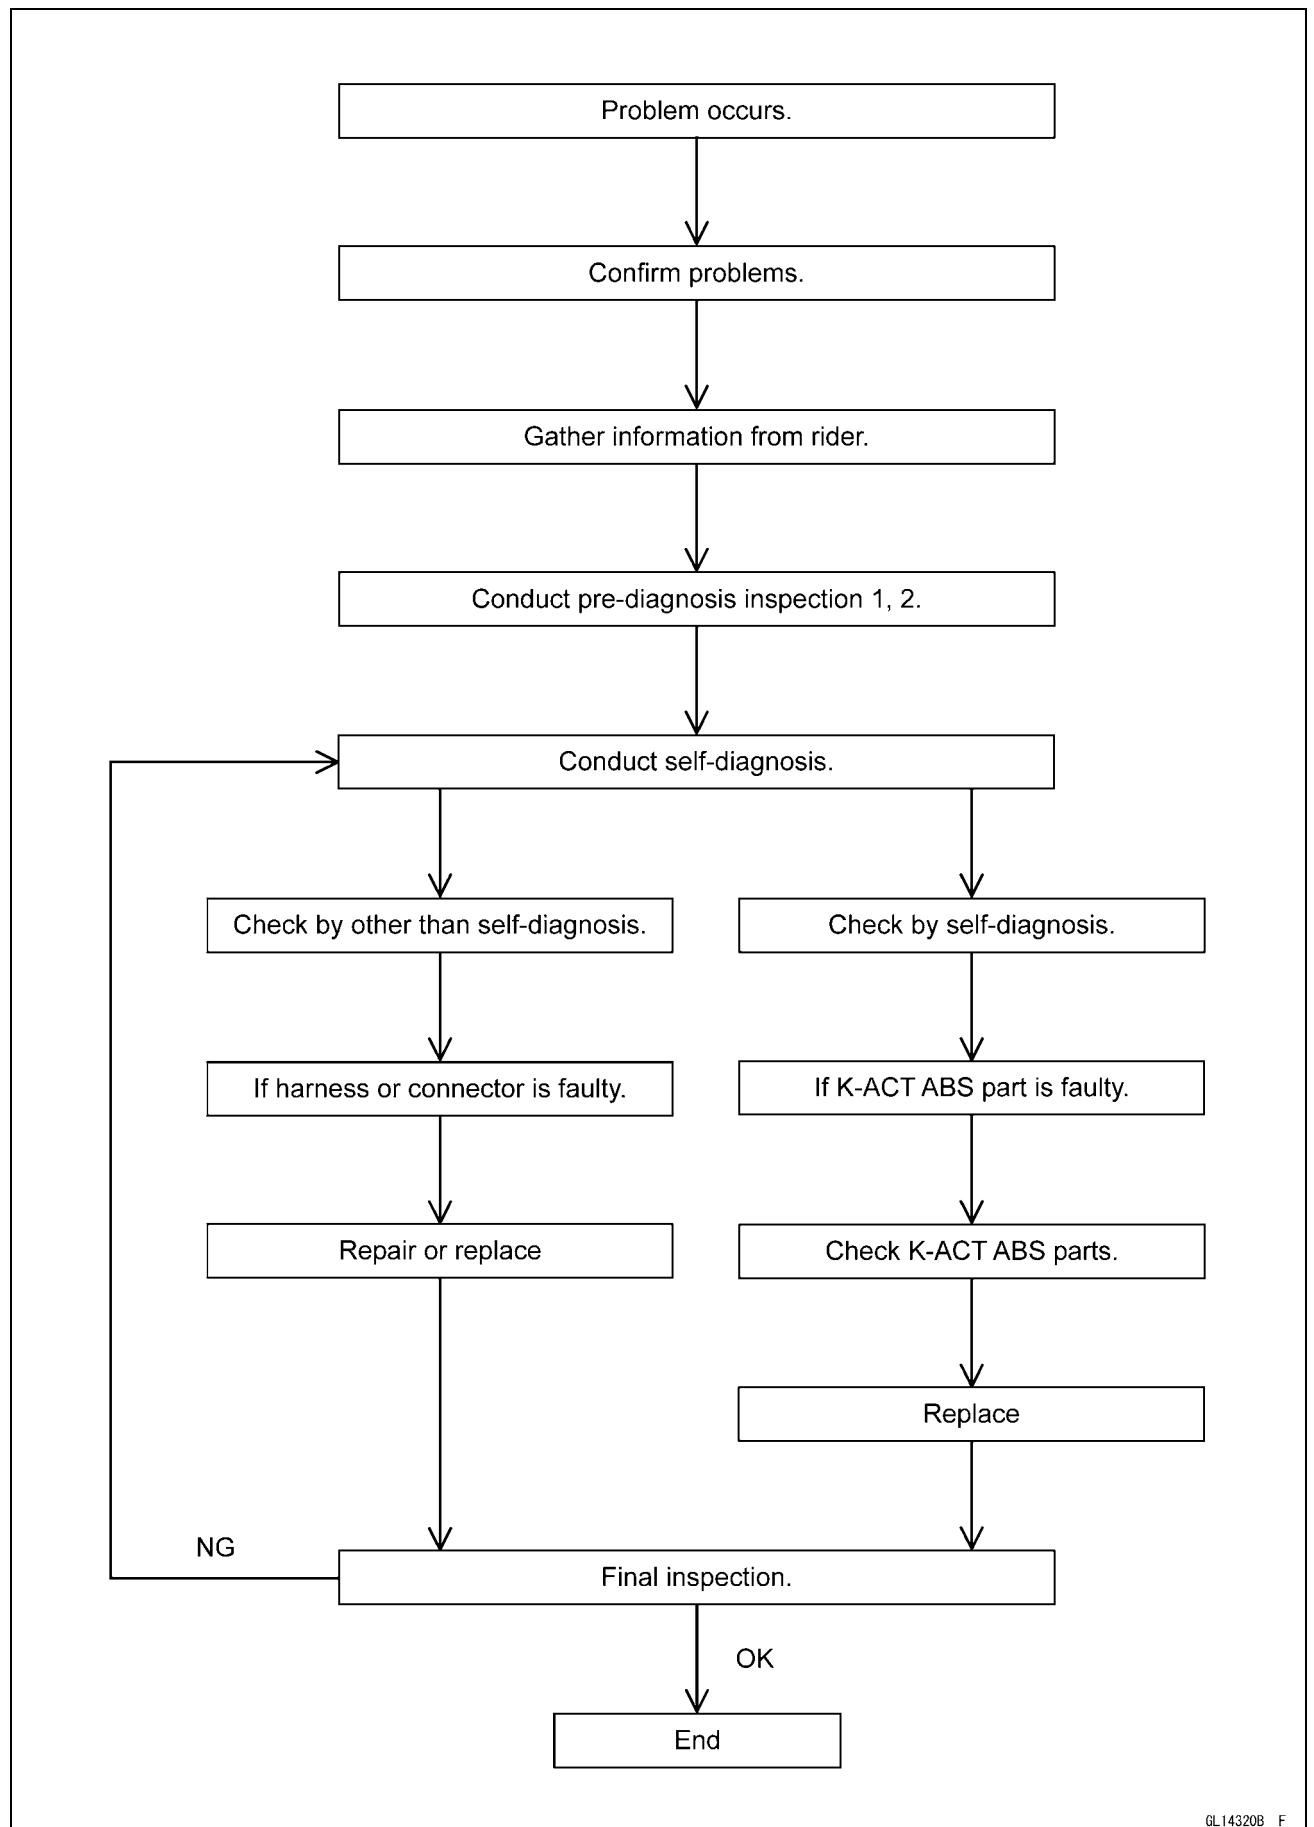 Problem occurs.
Confirm problems.
Gather information from rider.
Conduct pre-diagnosis inspection 1, 2.
Conduct self-diagnosis.
Check by other than self-diagnosis.
Check by self-diagnosis.
If harness or connector is faulty.
If K-ACT ABS part is faulty.
Repair or replace
Check K-ACT ABS parts.
Replace
NG
Final inspection.
OK
End
GL14320B F